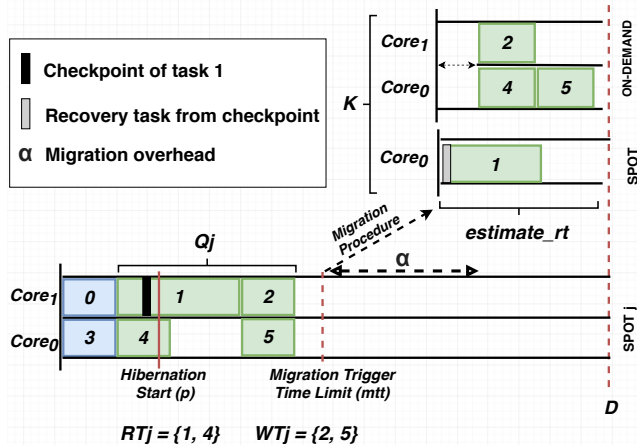 Checkpoint of task 1
Recovery task from checkpoint
α Migration overhead
K
Core1
2
Core0
4 5
ON-DEMAND
Core0
1
SPOT
Migration
Procedure
estimate_rt
α
Qj
Core1
0 1 2
Core0
3 4 5
SPOT j
Hibernation
Start (p)
Migration Trigger
Time Limit (mtt)
D
RTj = {1, 4} WTj = {2, 5}